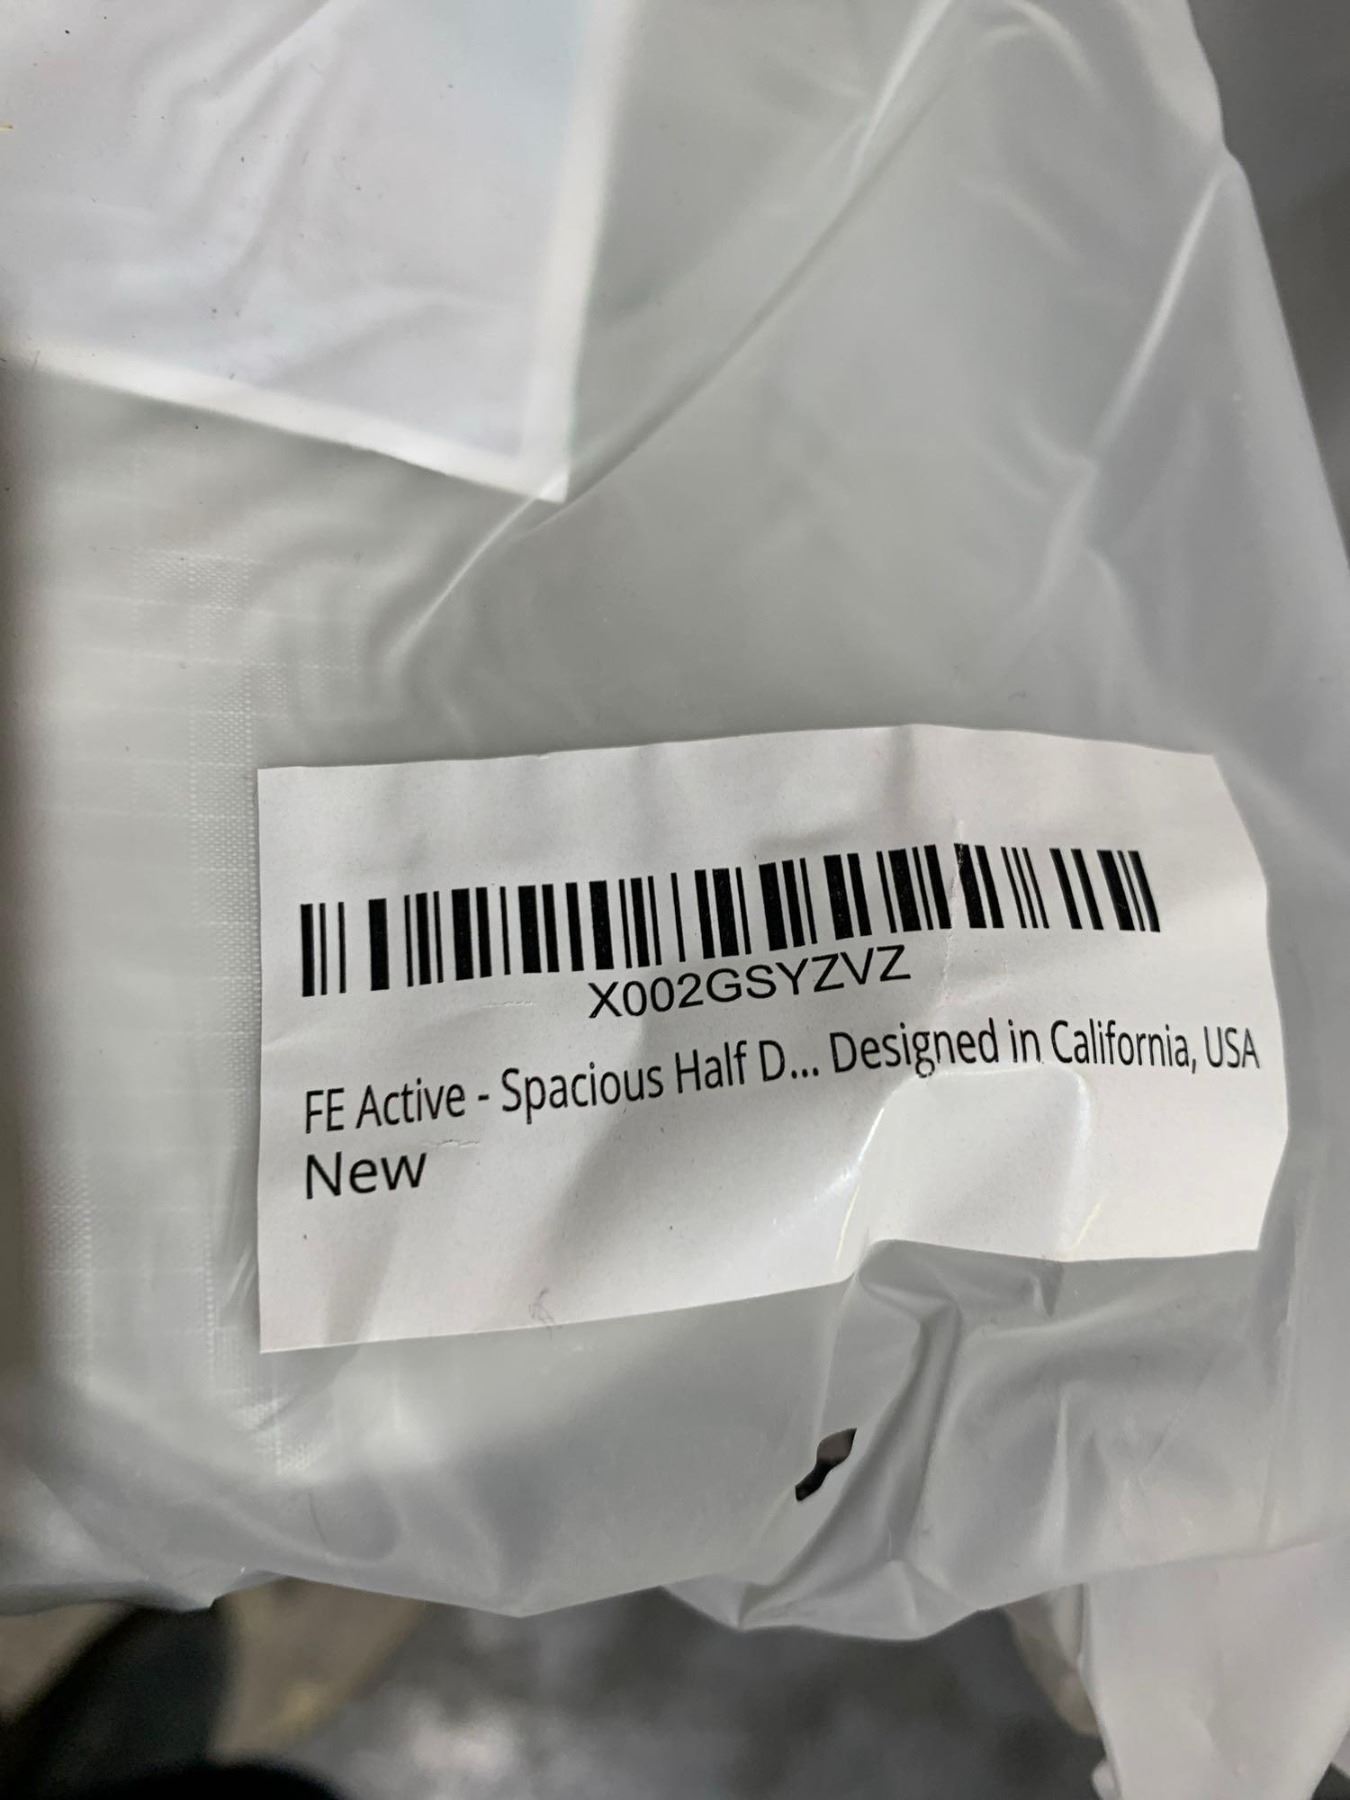 X002GSYZVZ
FE Active - Spacious Half D... Designed in California, USA
New